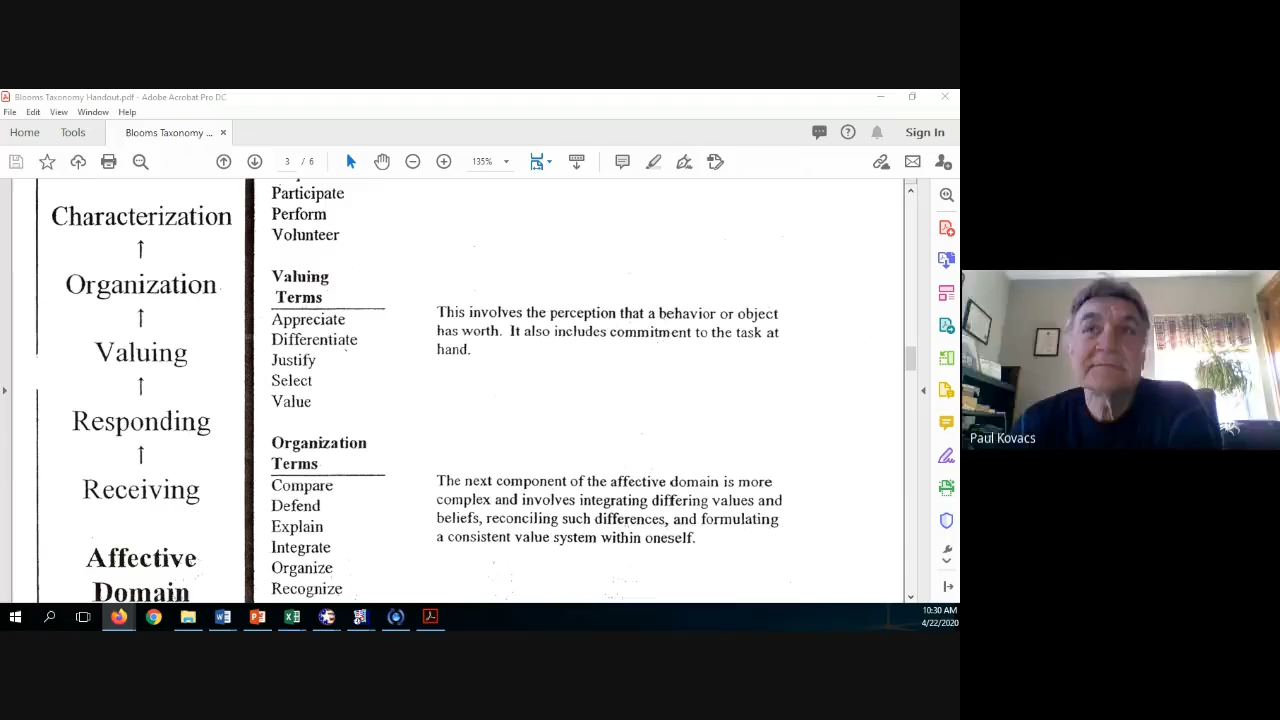 Blooms Taxonomy Handout.pdf - Adobe Acrobat Pro DC
File Edit View Window Help
Home Tools Blooms Taxonomy ... × Sign In
3 / 6 135%
Participate
Perform
Volunteer
Characterization
↑
Organization
↑
Valuing
↑
Responding
↑
Receiving
Affective
Domain
Valuing
Terms
Appreciate
Differentiate
Justify
Select
Value
This involves the perception that a behavior or object
has worth. It also includes commitment to the task at
hand.
Organization
Terms
Compare
Defend
Explain
Integrate
Organize
Recognize
The next component of the affective domain is more
complex and involves integrating differing values and
beliefs, reconciling such differences, and formulating
a consistent value system within oneself.
Paul Kovacs
10:30 AM
4/22/2020